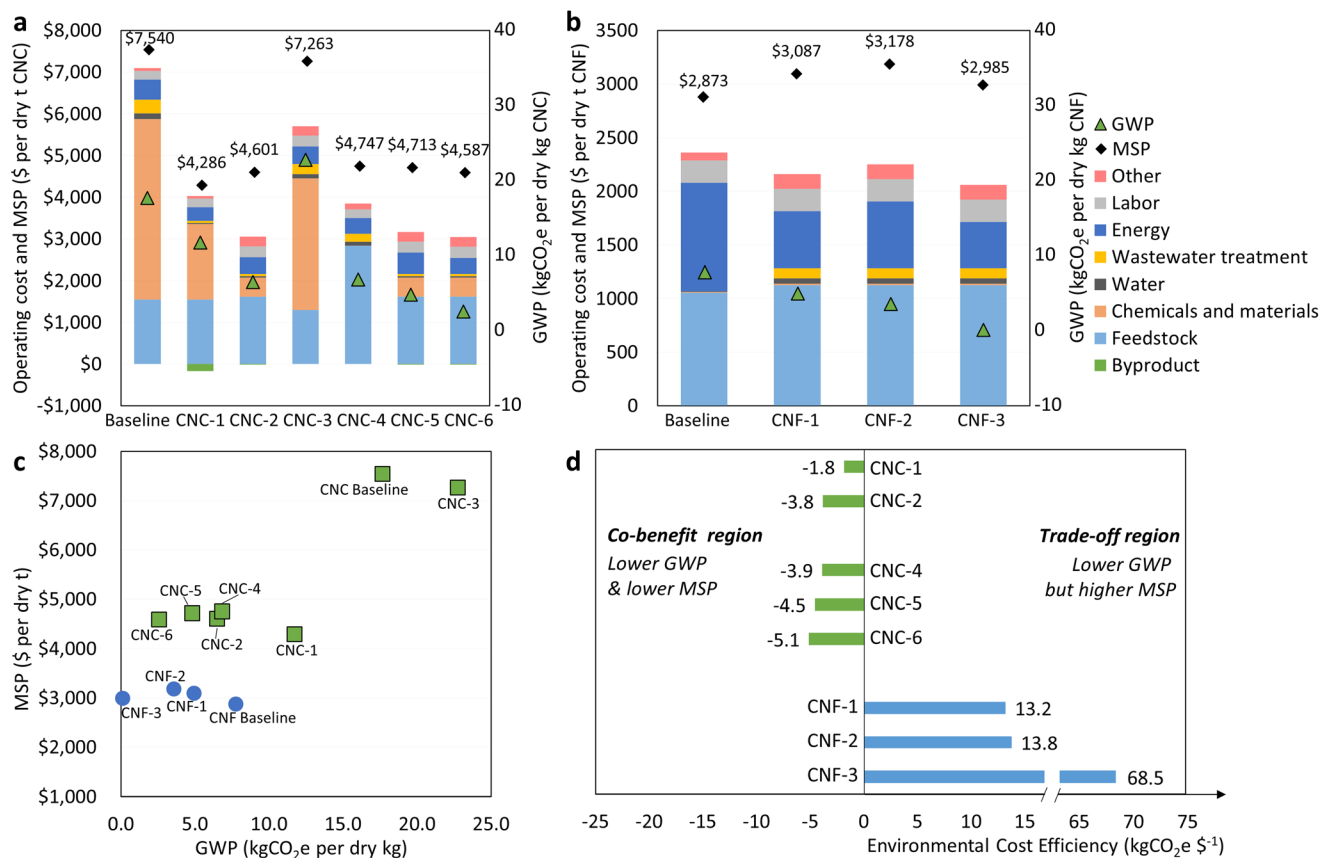 a
Operating cost and MSP ($ per dry t CNC)
$8,000
$7,000
$6,000
$5,000
$4,000
$3,000
$2,000
$1,000
$0
-$1,000
$7,540
$4,286
$4,601
$7,263
$4,747
$4,713
$4,587
Baseline CNC-1 CNC-2 CNC-3 CNC-4 CNC-5 CNC-6
40
30
20
10
0
-10
GWP (kgCO2e per dry kg CNC)
b
Operating cost and MSP ($ per dry t CNF)
3500
3000
2500
2000
1500
1000
500
0
$2,873
$3,087
$3,178
$2,985
Baseline CNF-1 CNF-2 CNF-3
40
30
20
10
0
-10
GWP (kgCO2e per dry kg CNF)
GWP
MSP
Other
Labor
Energy
Wastewater treatment
Water
Chemicals and materials
Feedstock
Byproduct
c
MSP ($ per dry t)
$8,000
$7,000
$6,000
$5,000
$4,000
$3,000
$2,000
$1,000
CNC Baseline
CNC-3
CNC-5
CNC-4
CNC-6
CNC-2
CNC-1
CNF-2
CNF-3
CNF-1
CNF Baseline
0.0 5.0 10.0 15.0 20.0 25.0
GWP (kgCO2e per dry kg)
d
-1.8 CNC-1
-3.8 CNC-2
Co-benefit region
Lower GWP
& lower MSP
Trade-off region
Lower GWP
but higher MSP
-3.9 CNC-4
-4.5 CNC-5
-5.1 CNC-6
CNF-1 13.2
CNF-2 13.8
CNF-3 68.5
-25 -20 -15 -10 -5 0 5 10 15 65 70 75
Environmental Cost Efficiency (kgCO2e $-1)